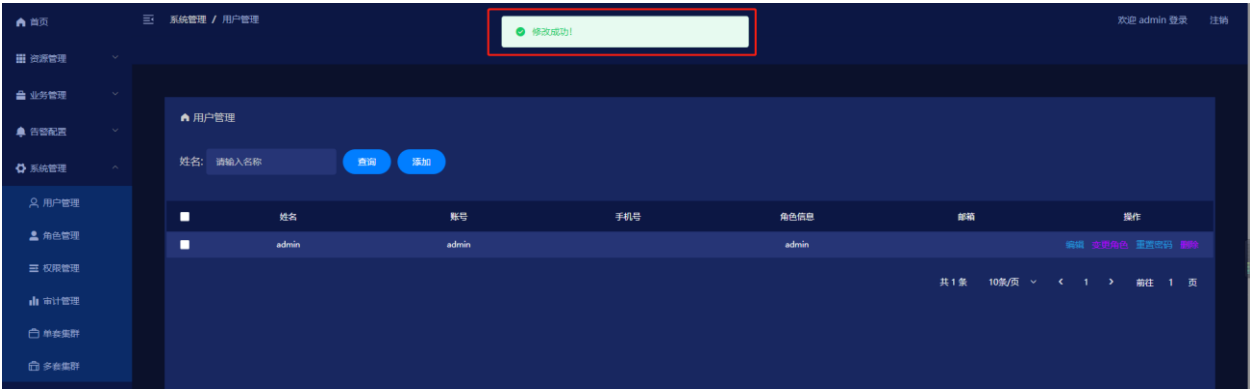 首页
系统管理 / 用户管理
修改成功!
欢迎 admin 登录
注销
资源管理
业务管理
告警配置
系统管理
用户管理
角色管理
权限管理
审计管理
单套集群
多套集群
用户管理
姓名: 请输入名称 查询 添加
姓名 账号 手机号 角色信息 邮箱 操作
admin admin admin 编辑 变更角色 重置密码 删除
共 1 条 10条/页 1 前往 1 页